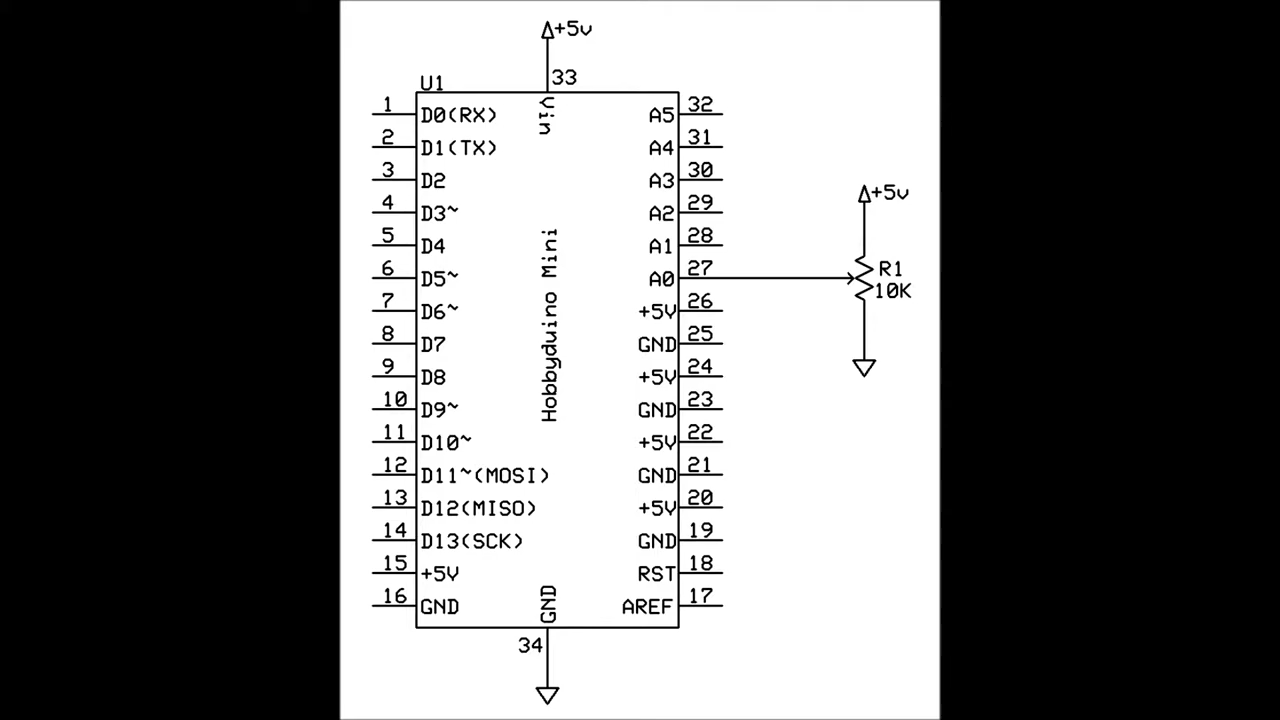 +5v
33
U1
Vin
1 D0(RX) A5 32
2 D1(TX) A4 31
3 D2 A3 30
4 D3~ A2 29
5 D4 A1 28
6 D5~ A0 27
7 D6~ +5V 26
8 D7 GND 25
9 D8 +5V 24
10 D9~ GND 23
11 D10~ +5V 22
12 D11~(MOSI) GND 21
13 D12(MISO) +5V 20
14 D13(SCK) GND 19
15 +5V RST 18
16 GND AREF 17
Hobbyduino Mini
GND
34
+5v
R1
10K